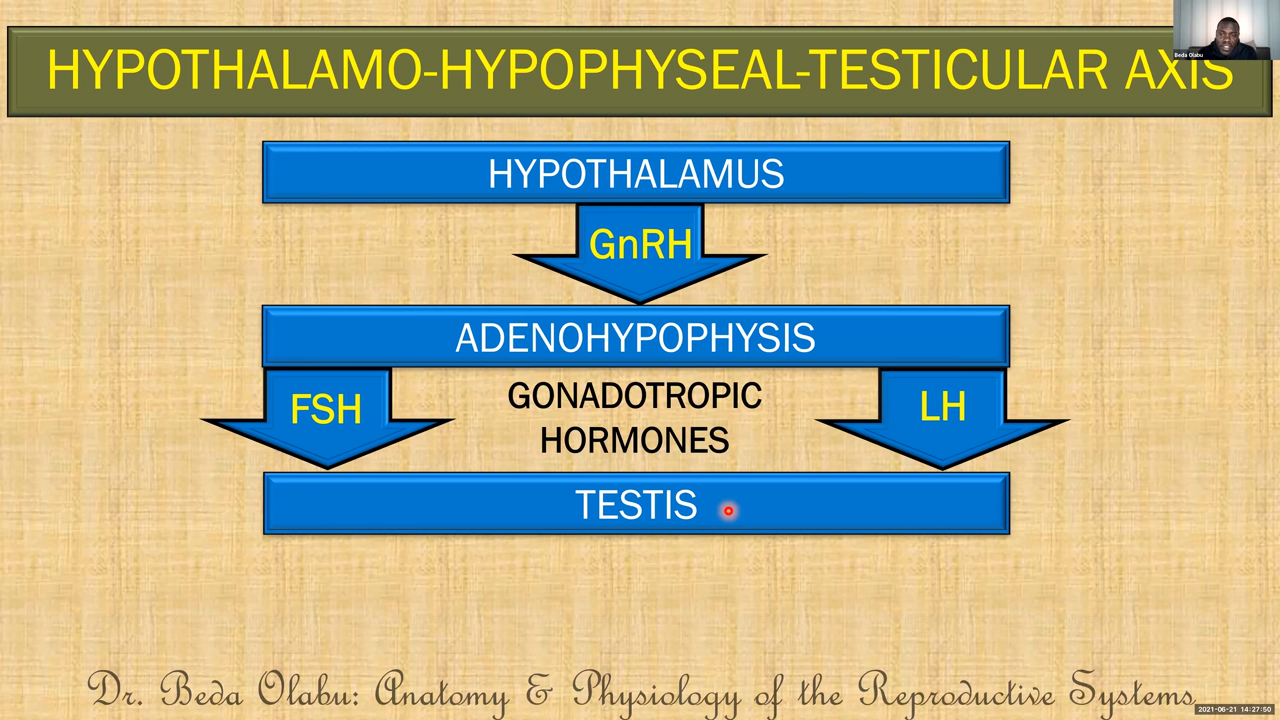 HYPOTHALAMO-HYPOPHYSEAL-TESTICULAR AXIS
Beda Olabu
HYPOTHALAMUS
GnRH
ADENOHYPOPHYSIS
FSH
GONADOTROPIC
HORMONES
LH
TESTIS
Dr. Beda Olabu: Anatomy & Physiology of the Reproductive Systems
2021-06-21 14:27:50